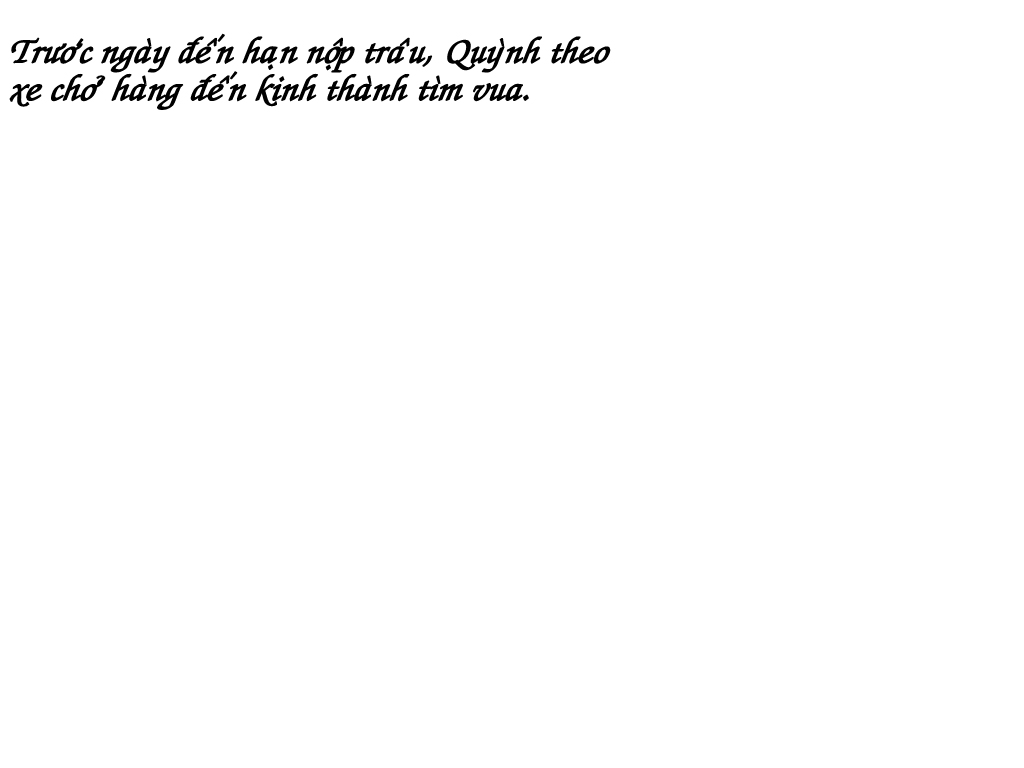 Trước ngày đến hạn nộp trâu, Quỳnh theo
xe chở hàng đến kinh thành tìm vua.